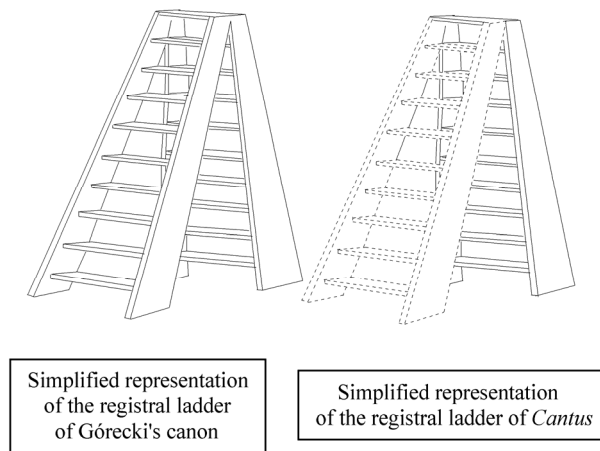 Simplified representation
of the registral ladder
of Górecki's canon
Simplified representation
of the registral ladder of Cantus